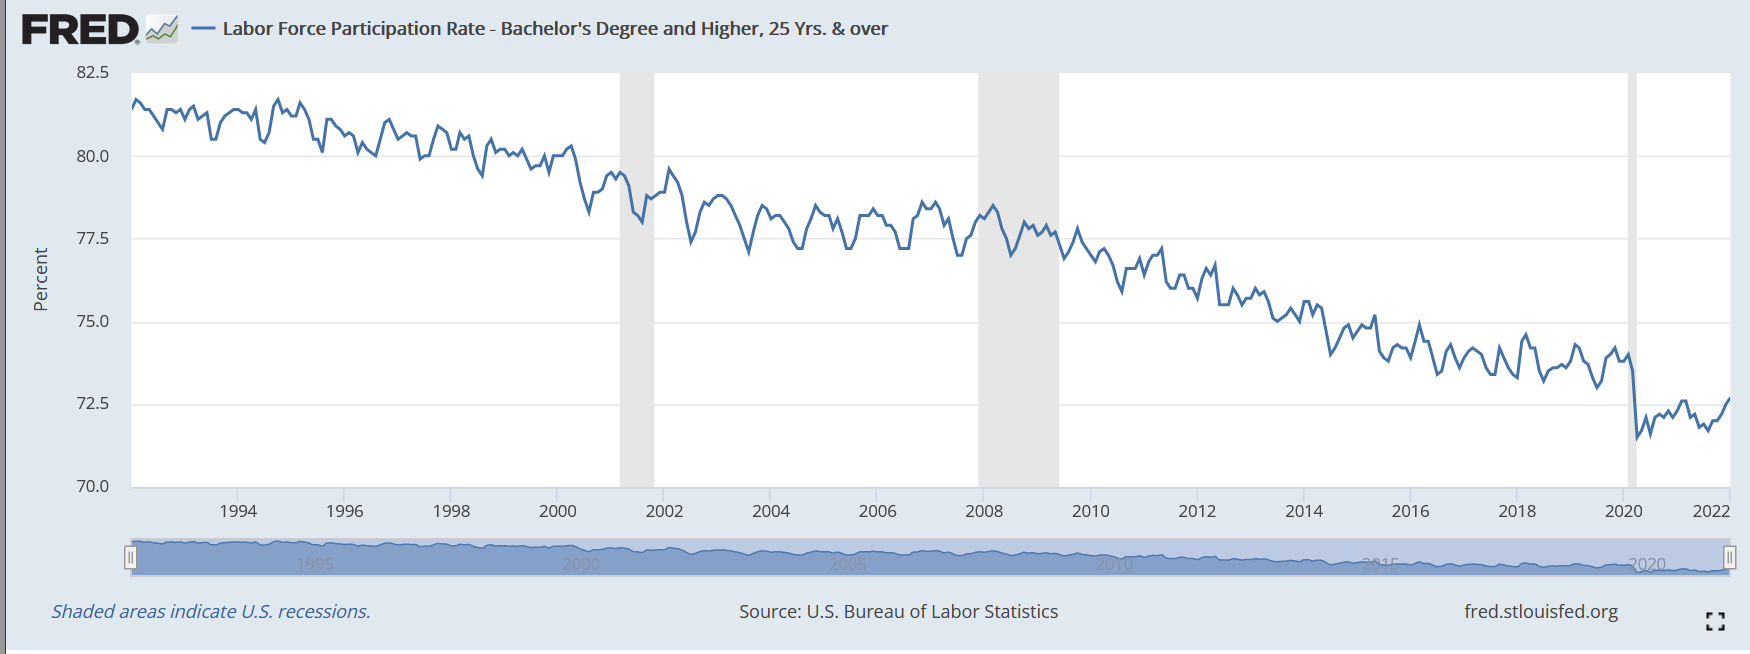 FRED Labor Force Participation Rate - Bachelor's Degree and Higher, 25 Yrs. & over
82.5
80.0
77.5
75.0
72.5
70.0
Percent
1994 1996 1998 2000 2002 2004 2006 2008 2010 2012 2014 2016 2018 2020 2022
1995 2000 2005 2010 2015 2020
Shaded areas indicate U.S. recessions. Source: U.S. Bureau of Labor Statistics fred.stlouisfed.org